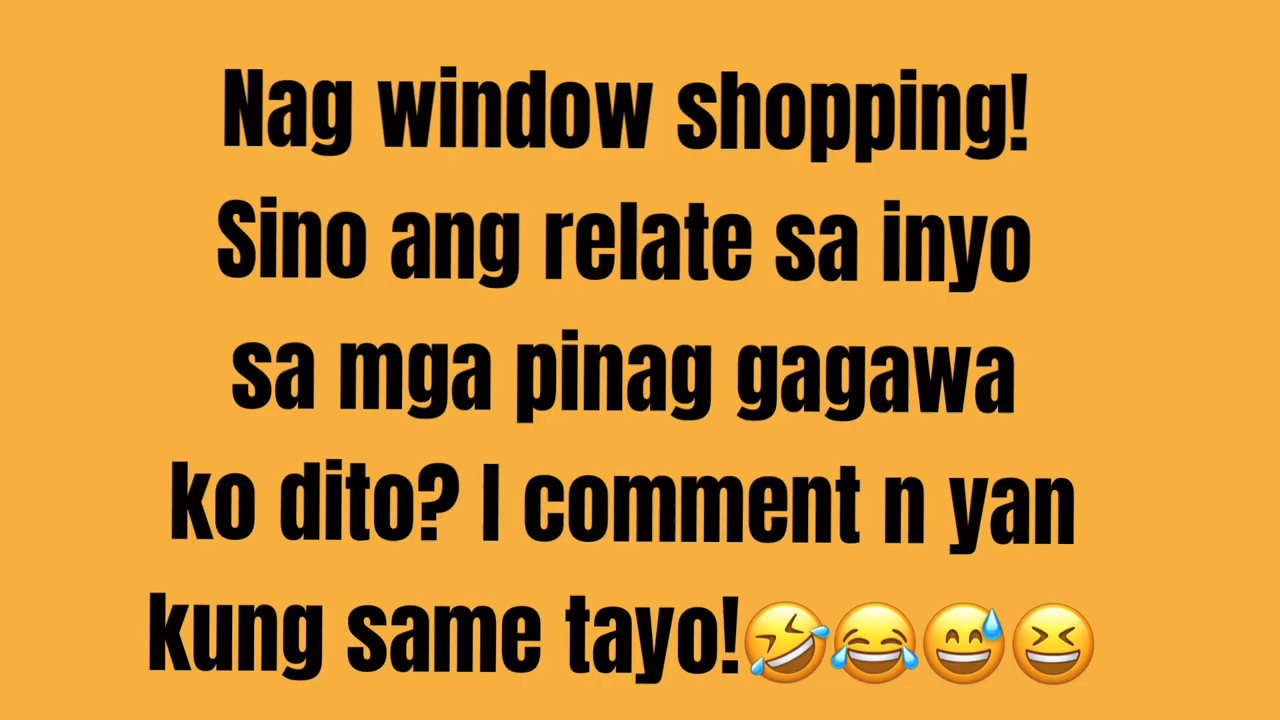 Nag window shopping!
Sino ang relate sa inyo
sa mga pinag gagawa
ko dito? I comment n yan
kung same tayo!🤣😂😅😆